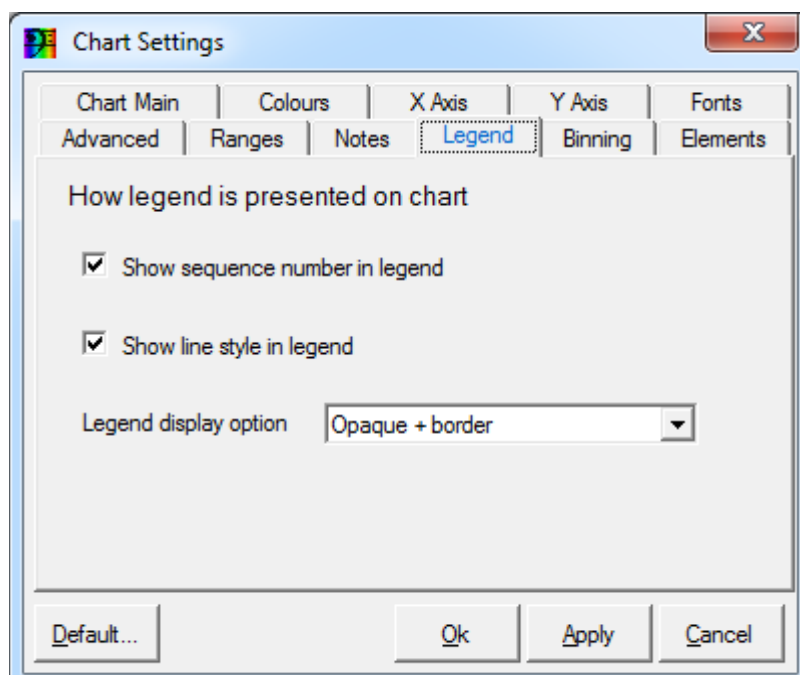 Chart Settings
Chart Main Colours X Axis Y Axis Fonts
Advanced Ranges Notes Legend Binning Elements
How legend is presented on chart
Show sequence number in legend
Show line style in legend
Legend display option Opaque + border
Default... Ok Apply Cancel